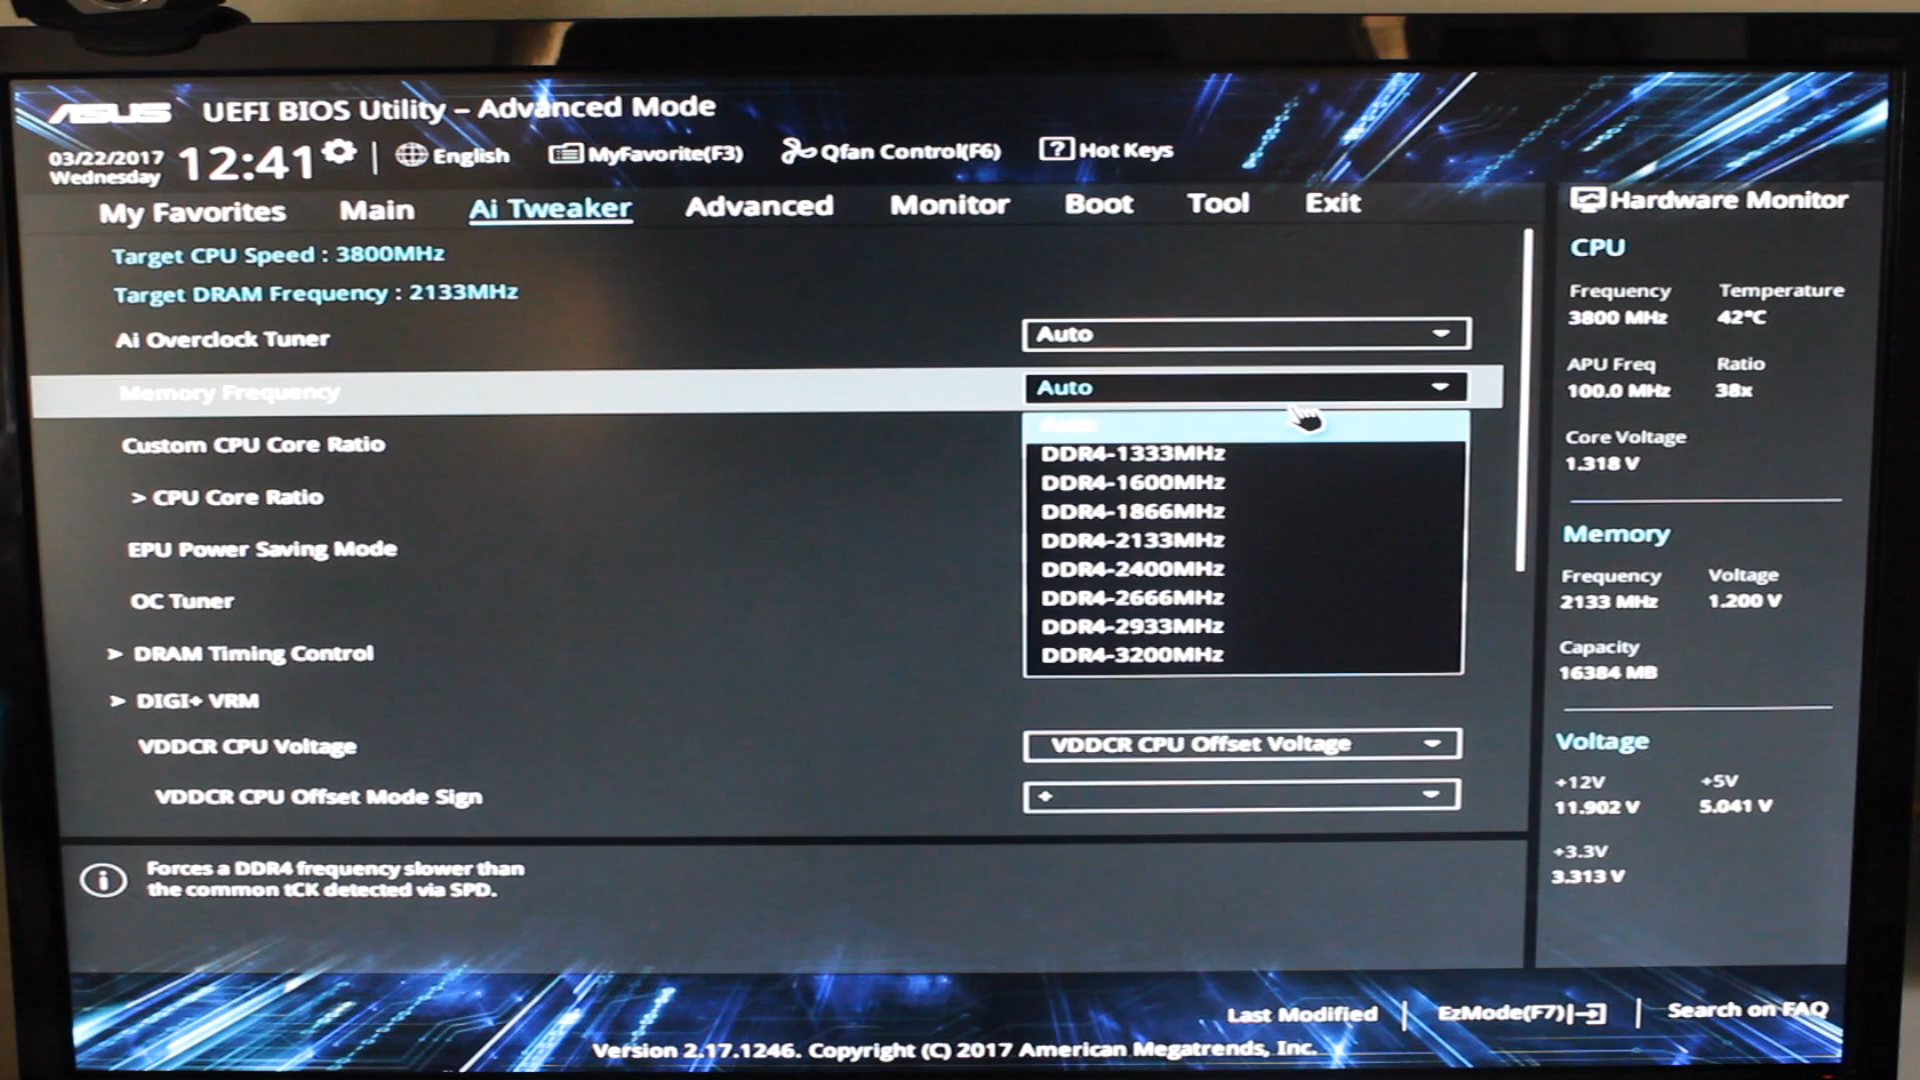 ASUS UEFI BIOS Utility – Advanced Mode
03/22/2017
Wednesday
12:41
English
MyFavorite(F3)
Qfan Control(F6)
? Hot Keys
My Favorites Main Ai Tweaker Advanced Monitor Boot Tool Exit
Target CPU Speed : 3800MHz
Target DRAM Frequency : 2133MHz
Ai Overclock Tuner Auto
Memory Frequency Auto
Auto
DDR4-1333MHz
DDR4-1600MHz
DDR4-1866MHz
DDR4-2133MHz
DDR4-2400MHz
DDR4-2666MHz
DDR4-2933MHz
DDR4-3200MHz
Custom CPU Core Ratio
> CPU Core Ratio
EPU Power Saving Mode
OC Tuner
> DRAM Timing Control
> DIGI+ VRM
VDDCR CPU Voltage VDDCR CPU Offset Voltage
VDDCR CPU Offset Mode Sign +
Forces a DDR4 frequency slower than
the common tCK detected via SPD.
Hardware Monitor
CPU
Frequency Temperature
3800 MHz 42°C
APU Freq Ratio
100.0 MHz 38x
Core Voltage
1.318 V
Memory
Frequency Voltage
2133 MHz 1.200 V
Capacity
16384 MB
Voltage
+12V +5V
11.902 V 5.041 V
+3.3V
3.313 V
Last Modified | EzMode(F7) | Search on FAQ
Version 2.17.1246. Copyright (C) 2017 American Megatrends, Inc.